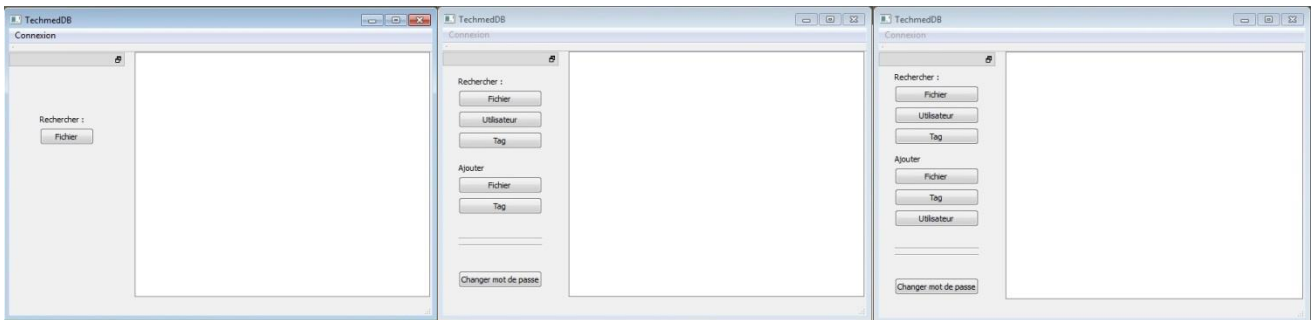 TechmedDB
Connexion
Rechercher :
Fichier
TechmedDB
Connexion
Rechercher :
Fichier
Utilisateur
Tag
Ajouter
Fichier
Tag
Changer mot de passe
TechmedDB
Connexion
Rechercher :
Fichier
Utilisateur
Tag
Ajouter
Fichier
Tag
Utilisateur
Changer mot de passe